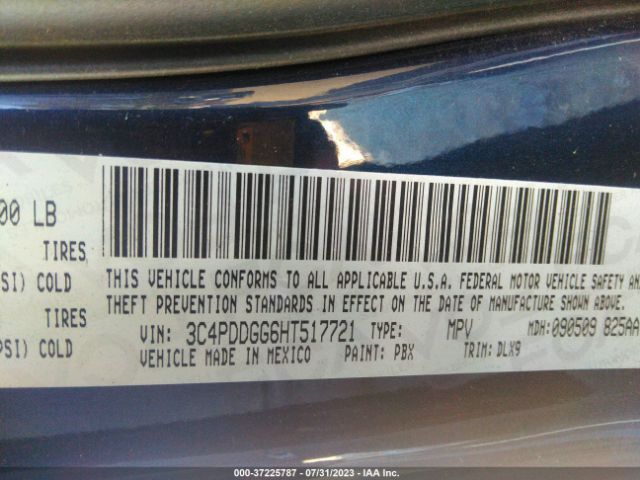 00 LB
TIRES
SI) COLD
TIRES
PSI) COLD
THIS VEHICLE CONFORMS TO ALL APPLICABLE U.S.A. FEDERAL MOTOR VEHICLE SAFETY AN
THEFT PREVENTION STANDARDS IN EFFECT ON THE DATE OF MANUFACTURE SHOWN ABOVE.
VIN: 3C4PDDGG6HT517721 TYPE: MPV MDH: 090509 825AA
VEHICLE MADE IN MEXICO PAINT: PBX TRIM: DLX9
000-37225787 - 07/31/2023 - IAA Inc.